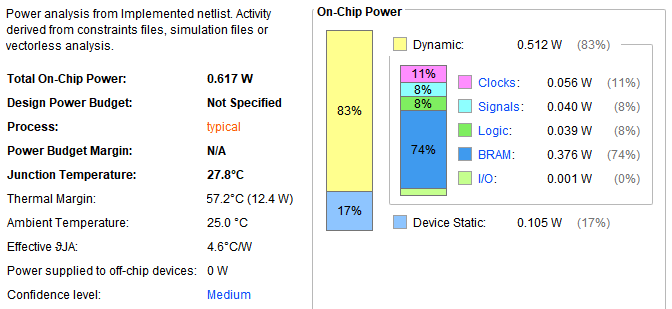 Power analysis from Implemented netlist. Activity
derived from constraints files, simulation files or
vectorless analysis.
Total On-Chip Power: 0.617 W
Design Power Budget: Not Specified
Process: typical
Power Budget Margin: N/A
Junction Temperature: 27.8°C
Thermal Margin: 57.2°C (12.4 W)
Ambient Temperature: 25.0 °C
Effective ϑJA: 4.6°C/W
Power supplied to off-chip devices: 0 W
Confidence level: Medium
On-Chip Power
83%
17%
Dynamic: 0.512 W (83%)
11%
8%
8%
74%
Clocks: 0.056 W (11%)
Signals: 0.040 W (8%)
Logic: 0.039 W (8%)
BRAM: 0.376 W (74%)
I/O: 0.001 W (0%)
Device Static: 0.105 W (17%)